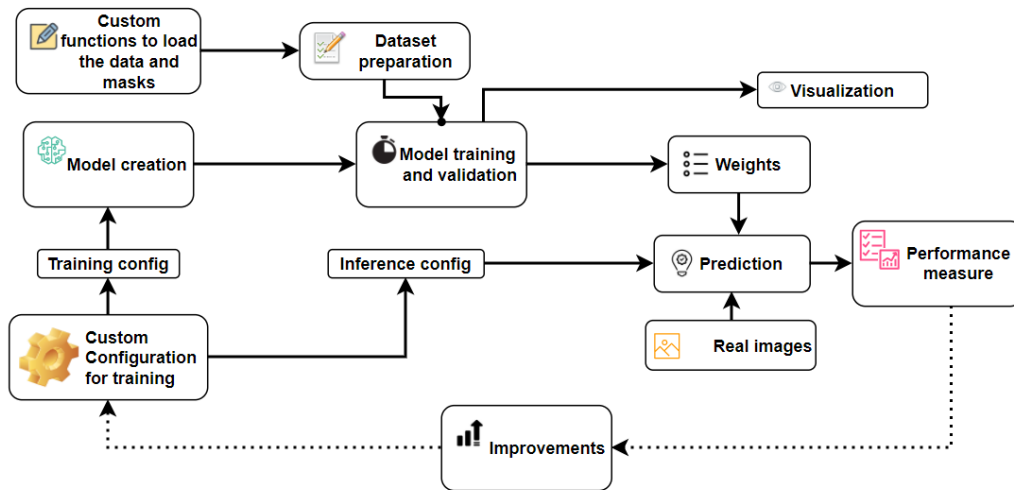 Custom
functions to load
the data and
masks
Dataset
preparation
Visualization
Model creation
Model training
and validation
Weights
Training config
Inference config
Prediction
Performance
measure
Custom
Configuration
for training
Real images
Improvements